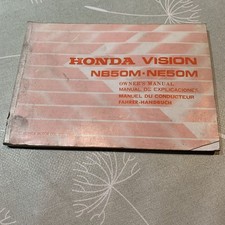 HONDA VISION
NB50M·NE50M
OWNER'S MANUAL
MANUAL DE EXPLICACIONES
MANUEL DU CONDUCTEUR
FAHRER-HANDBUCH